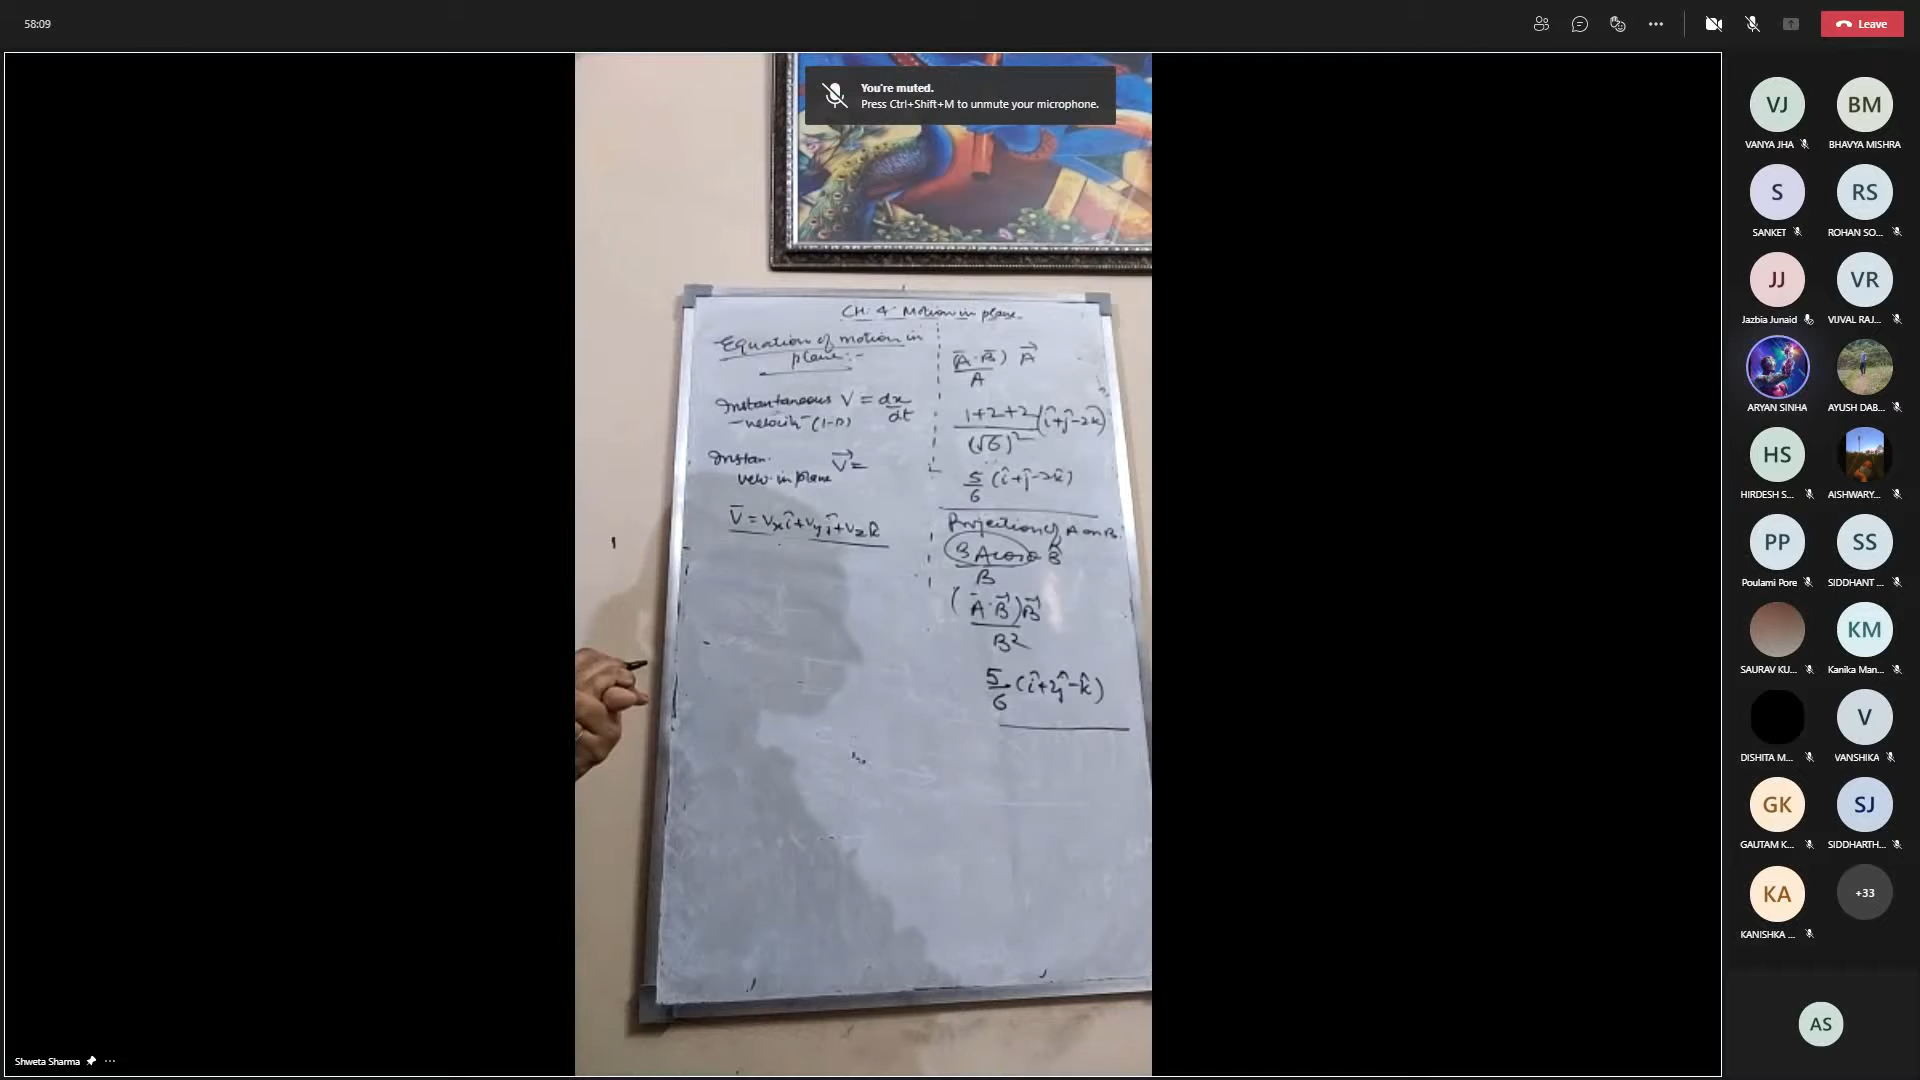 58:09
Leave
You're muted.
Press Ctrl+Shift+M to unmute your microphone.
CH. 4 Motion in plane.
Equation of motion in
plane:-
Instantaneous V = dx/dt
velocity (1-D)
Instan. V⃗ =
velo. in plane
V̄ = Vxî+Vyĵ+Vzk̂
(Ā·B̄) A⃗
A
1+2+2 (î+ĵ-2k̂)
(√6)²
5/6 (î+ĵ-2k̂)
Projection of A on B.
B A cosθ B̂
B
(Ā·B⃗)B⃗
B²
5/6 (î+2ĵ-k̂)
VJ
BM
VANYA JHA
BHAVYA MISHRA
S
RS
SANKET
ROHAN SO...
JJ
VR
Jazbia Junaid
VIJVAL RAJ...
ARYAN SINHA
AYUSH DAB...
HS
HIRDESH S...
AISHWARY...
PP
SS
Poulami Pore
SIDDHANT ...
KM
SAURAV KU...
Kanika Man...
V
DISHITA M...
VANSHIKA
GK
SJ
GAUTAM K...
SIDDHARTH...
KA
+33
KANISHKA ...
AS
Shweta Sharma